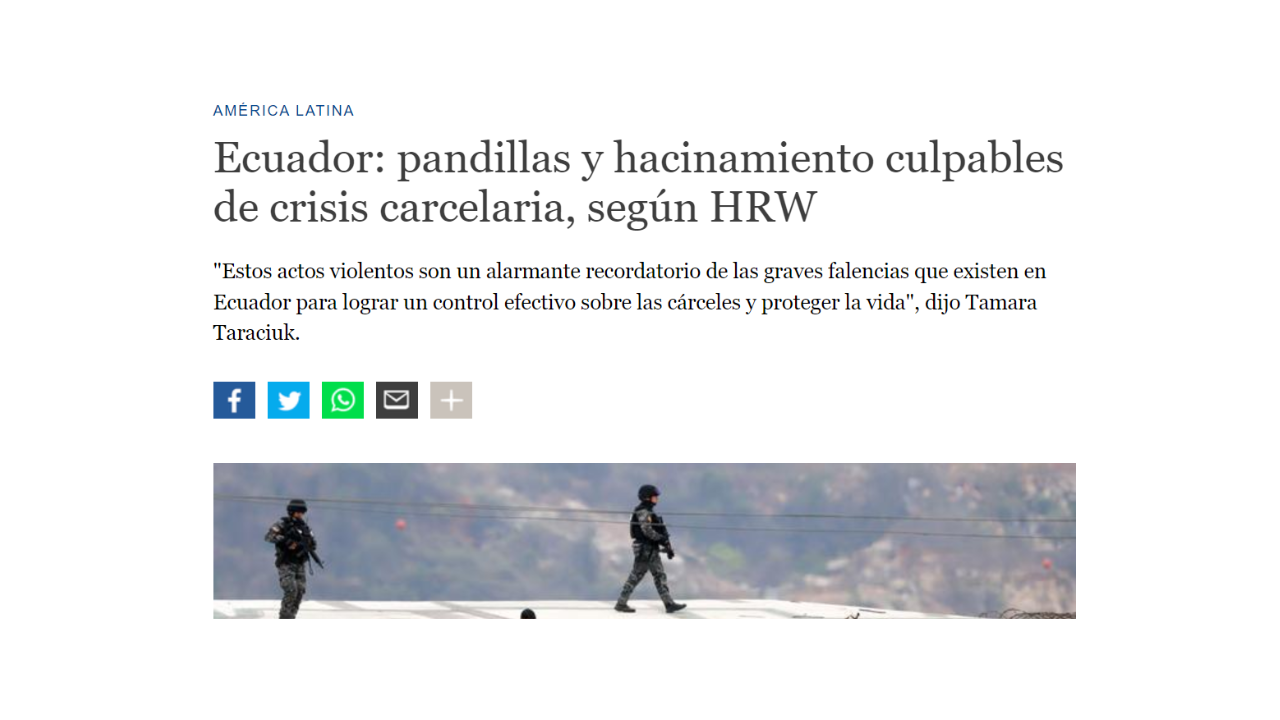 AMÉRICA LATINA
Ecuador: pandillas y hacinamiento culpables
de crisis carcelaria, según HRW
"Estos actos violentos son un alarmante recordatorio de las graves falencias que existen en
Ecuador para lograr un control efectivo sobre las cárceles y proteger la vida", dijo Tamara
Taraciuk.